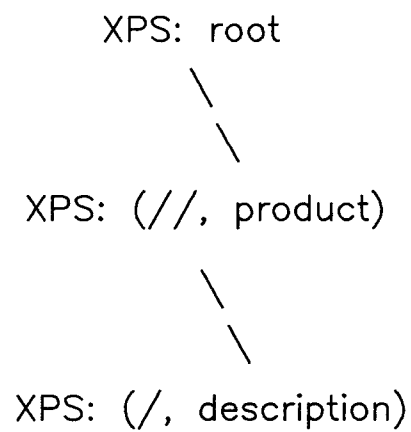 XPS: root
XPS: (//, product)
XPS: (/, description)